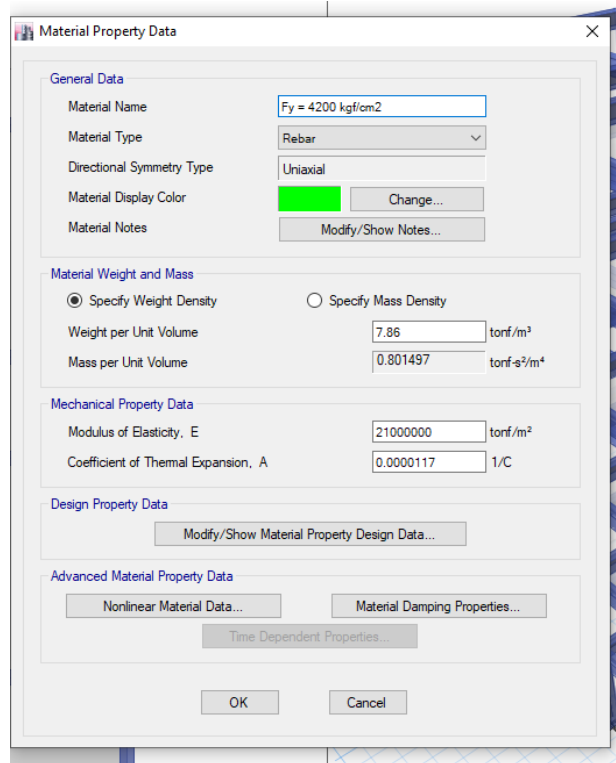 Material Property Data
General Data
Material Name Fy = 4200 kgf/cm2
Material Type Rebar
Directional Symmetry Type Uniaxial
Material Display Color Change...
Material Notes Modify/Show Notes...
Material Weight and Mass
Specify Weight Density Specify Mass Density
Weight per Unit Volume 7.86 tonf/m³
Mass per Unit Volume 0.801497 tonf-s²/m⁴
Mechanical Property Data
Modulus of Elasticity, E 21000000 tonf/m²
Coefficient of Thermal Expansion, A 0.0000117 1/C
Design Property Data
Modify/Show Material Property Design Data...
Advanced Material Property Data
Nonlinear Material Data... Material Damping Properties...
Time Dependent Properties...
OK Cancel